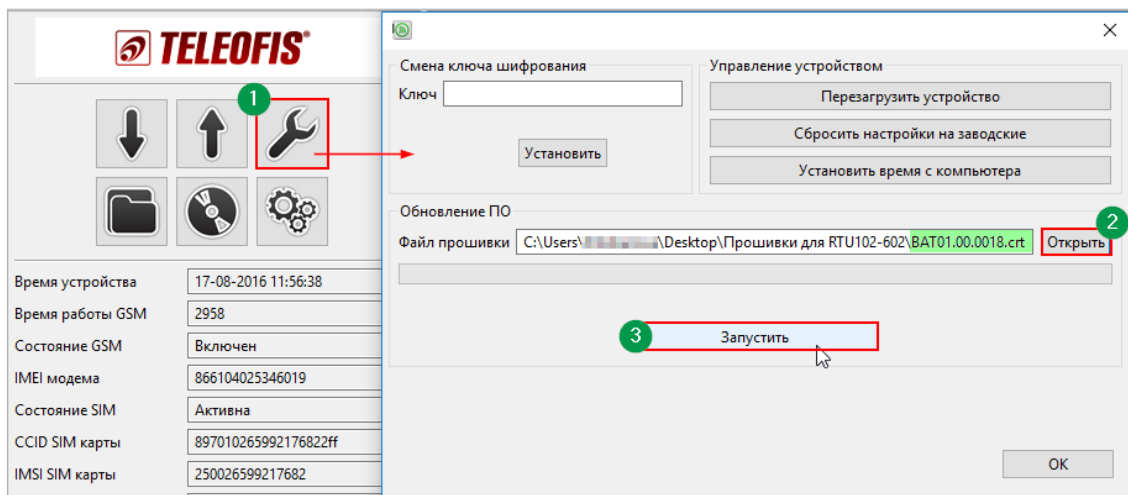 TELEOFIS®
1
Время устройства 17-08-2016 11:56:38
Время работы GSM 2958
Состояние GSM Включен
IMEI модема 866104025346019
Состояние SIM Активна
CCID SIM карты 897010265992176822ff
IMSI SIM карты 250026599217682
Смена ключа шифрования
Ключ
Установить
Управление устройством
Перезагрузить устройство
Сбросить настройки на заводские
Установить время с компьютера
Обновление ПО
2
Файл прошивки C:\Users\ \Desktop\Прошивки для RTU102-602\BAT01.00.0018.crt Открыть
3 Запустить
OK